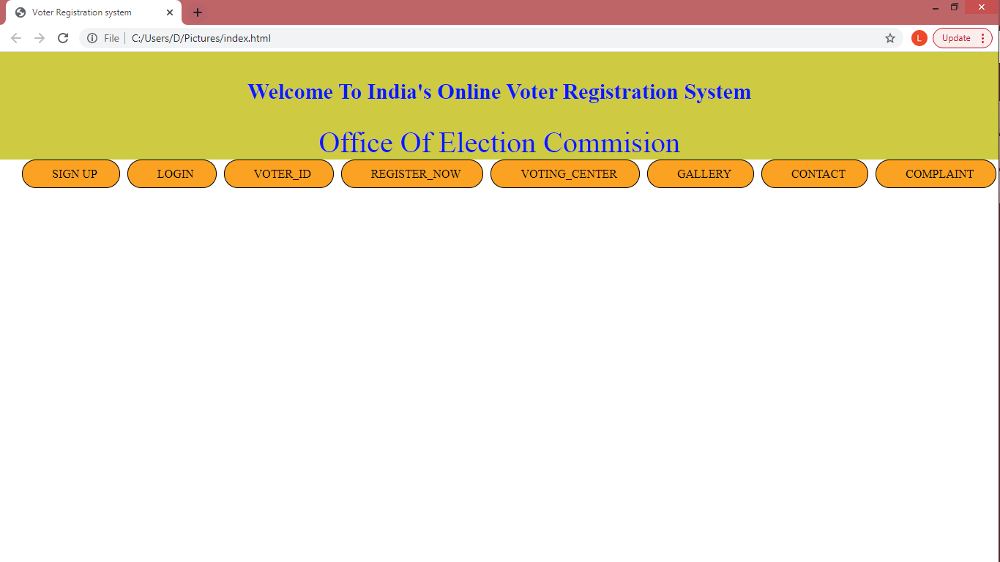 Voter Registration system
File C:/Users/D/Pictures/index.html L Update
Welcome To India's Online Voter Registration System
Office Of Election Commision
SIGN UP LOGIN VOTER_ID REGISTER_NOW VOTING_CENTER GALLERY CONTACT COMPLAINT